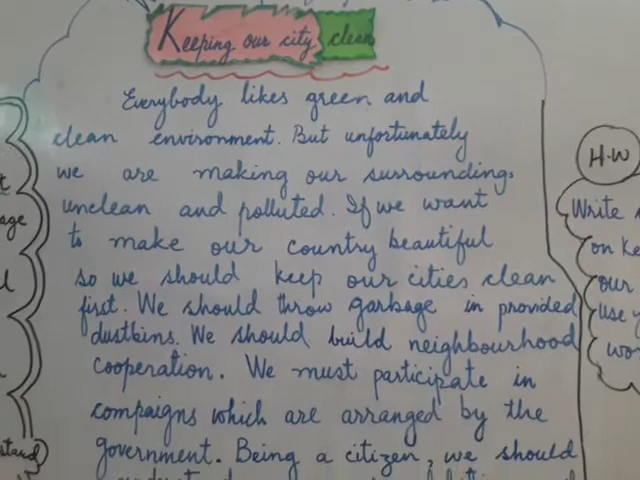 Keeping our city clean
Everybody likes green and
clean environment. But unfortunately
we are making our surroundings
unclean and polluted. If we want
to make our country beautiful
so we should keep our cities clean
first. We should throw garbage in provided
dustbins. We should build neighbourhood
cooperation. We must participate in
compaigns which are arranged by the
government. Being a citizen, we should
H.W
Write
on Ke
our
use y
wo